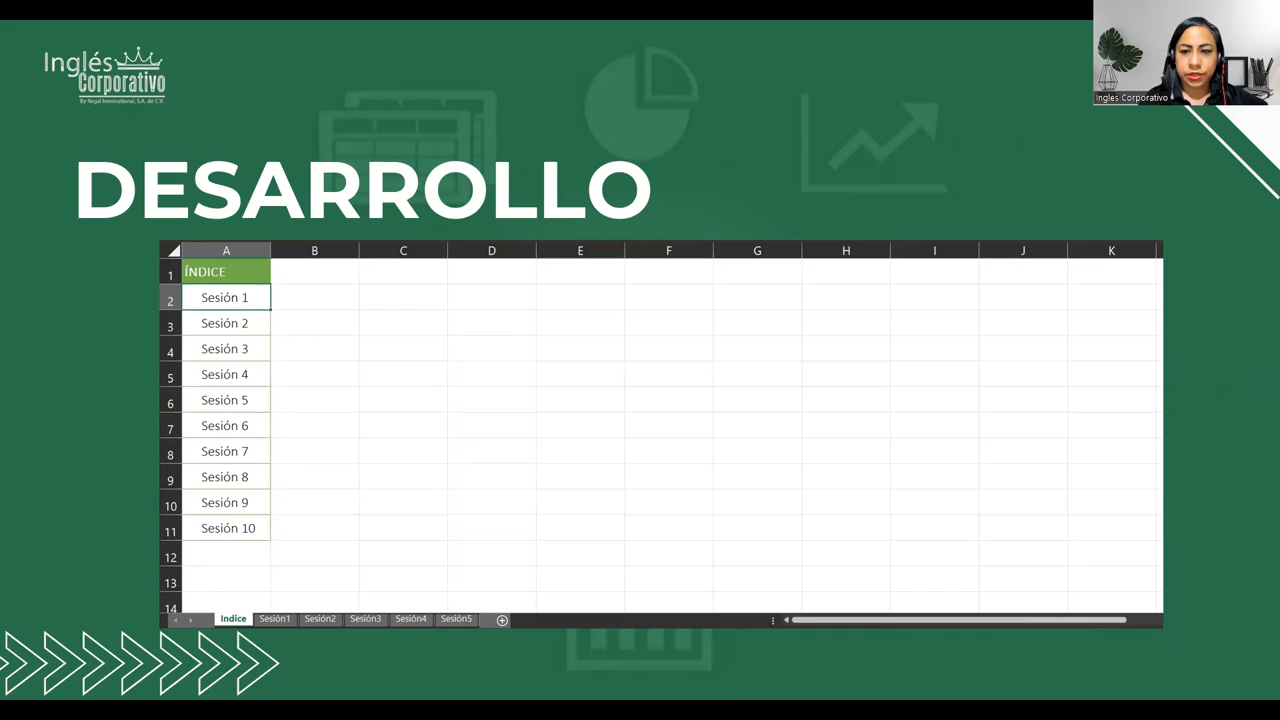 Inglés
Corporativo
By Regal International, S.A. de C.V.
Ingles Corporativo
DESARROLLO
A B C D E F G H I J K
1 ÍNDICE
2 Sesión 1
3 Sesión 2
4 Sesión 3
5 Sesión 4
6 Sesión 5
7 Sesión 6
8 Sesión 7
9 Sesión 8
10 Sesión 9
11 Sesión 10
12
13
14
Indice Sesión1 Sesión2 Sesión3 Sesión4 Sesión5